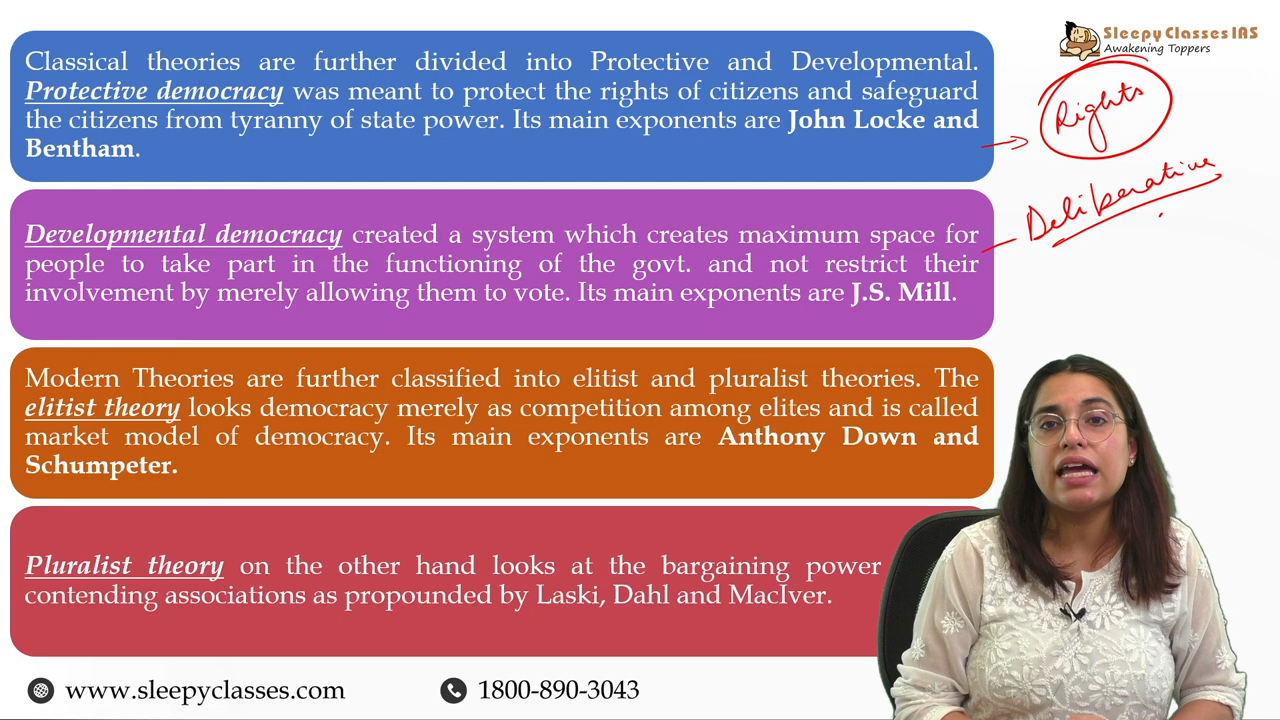 Sleepy Classes IAS
Awakening Toppers
Classical theories are further divided into Protective and Developmental.
Protective democracy was meant to protect the rights of citizens and safeguard
the citizens from tyranny of state power. Its main exponents are John Locke and
Bentham.
Rights
Deliberative
Developmental democracy created a system which creates maximum space for
people to take part in the functioning of the govt. and not restrict their
involvement by merely allowing them to vote. Its main exponents are J.S. Mill.
Modern Theories are further classified into elitist and pluralist theories. The
elitist theory looks democracy merely as competition among elites and is called
market model of democracy. Its main exponents are Anthony Down and
Schumpeter.
Pluralist theory on the other hand looks at the bargaining power
contending associations as propounded by Laski, Dahl and MacIver.
www.sleepyclasses.com
1800-890-3043